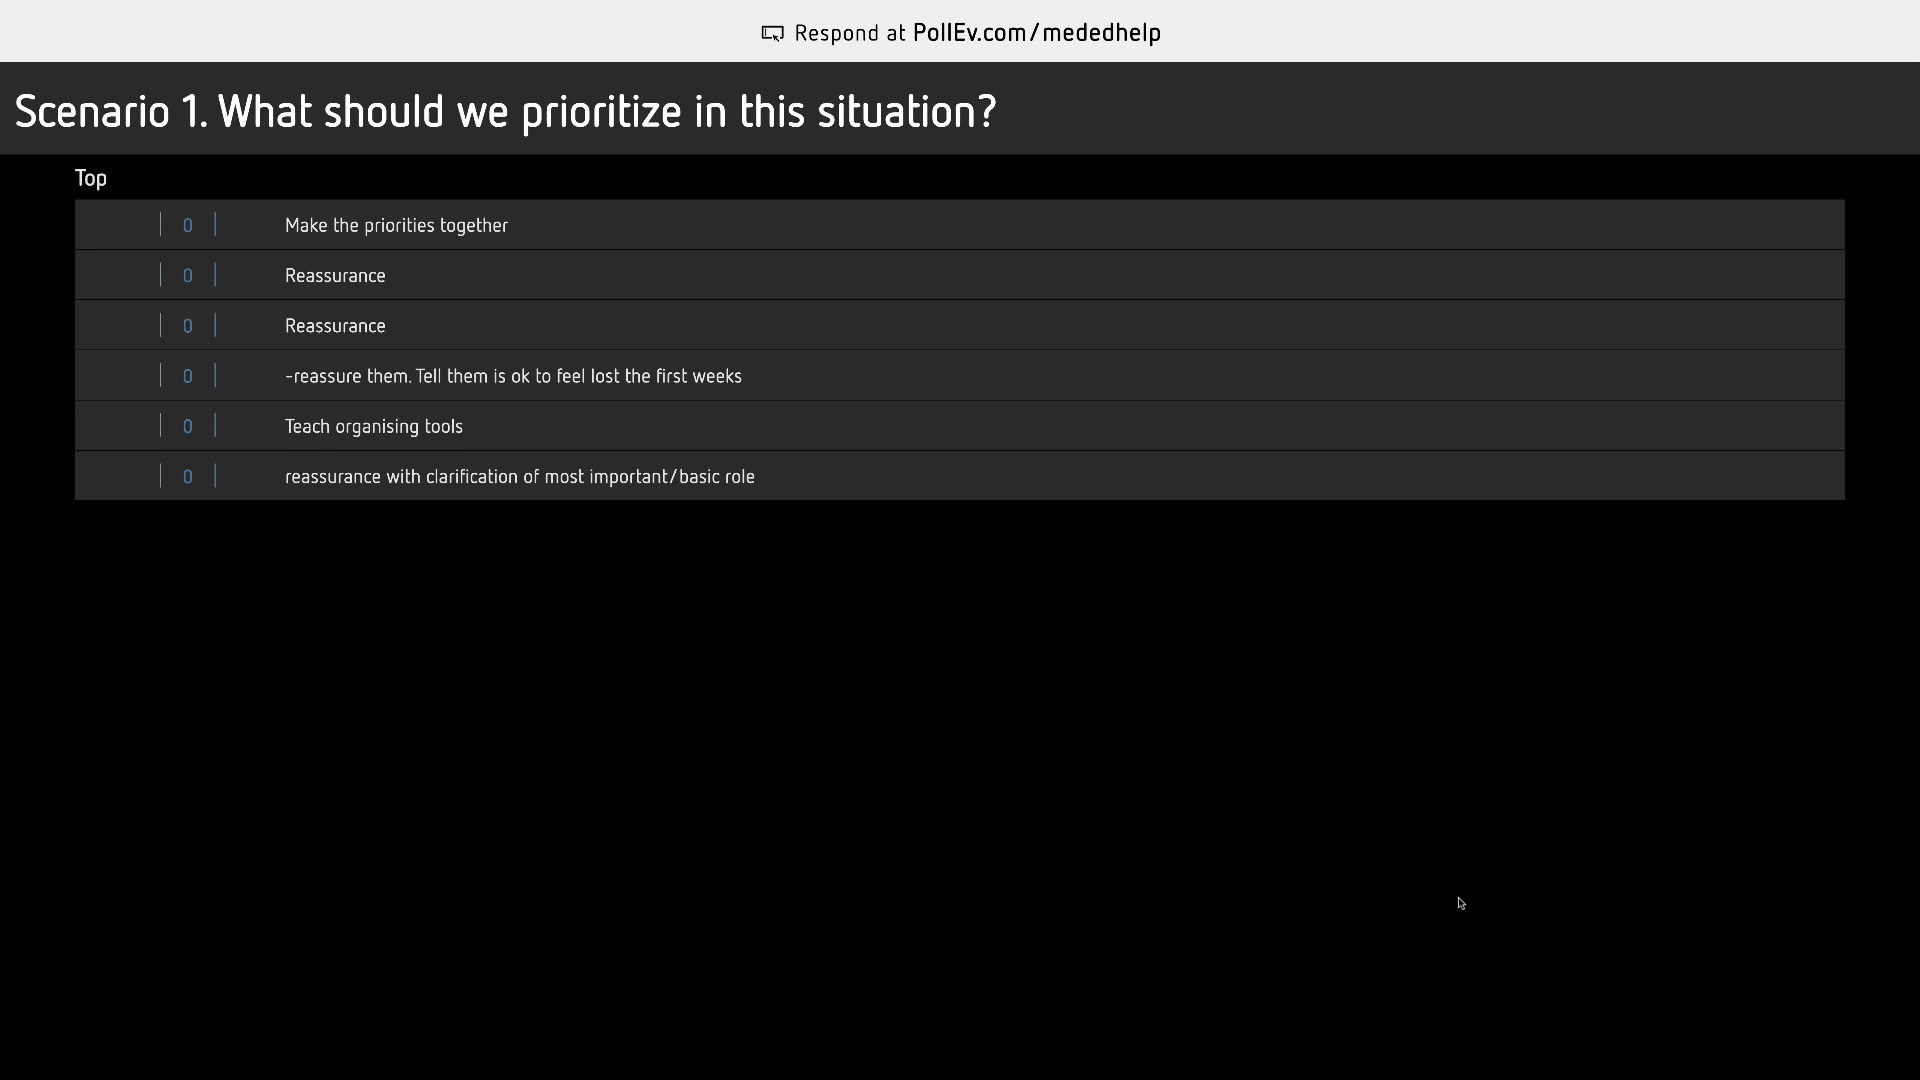 Respond at PollEv.com/mededhelp
Scenario 1. What should we prioritize in this situation?
Top
0 Make the priorities together
0 Reassurance
0 Reassurance
0 -reassure them. Tell them is ok to feel lost the first weeks
0 Teach organising tools
0 reassurance with clarification of most important/basic role